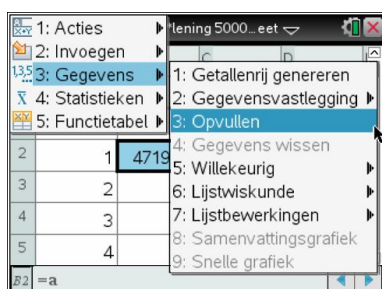 1: Acties
2: Invoegen
3: Gegevens
4: Statistieken
5: Functietabel
lening 5000…eet
C D
1: Getallenrij genereren
2: Gegevensvastlegging
3: Opvullen
4: Gegevens wissen
5: Willekeurig
6: Lijstwiskunde
7: Lijstbewerkingen
8: Samenvattingsgrafiek
9: Snelle grafiek
2 1 4719
3 2
4 3
5 4
B2 =a